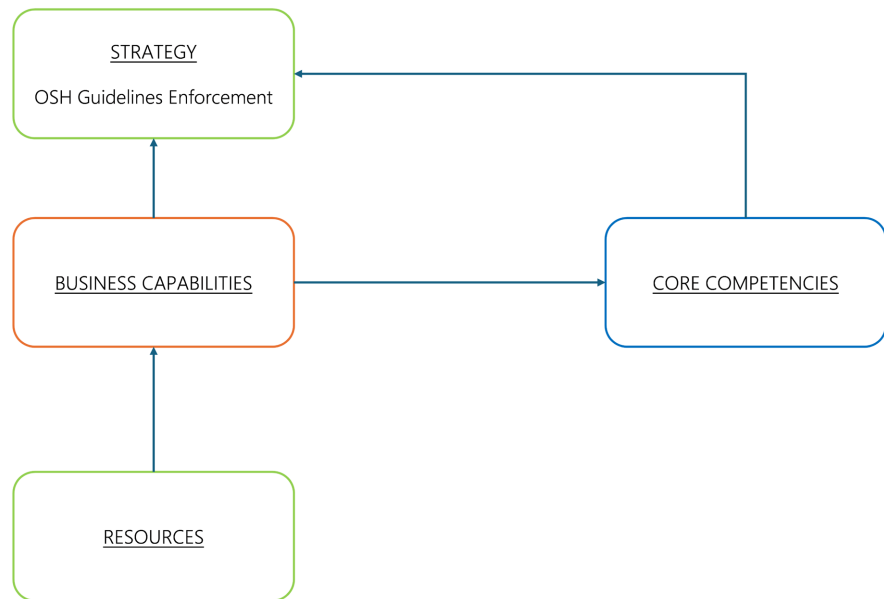 STRATEGY
OSH Guidelines Enforcement
BUSINESS CAPABILITIES
CORE COMPETENCIES
RESOURCES